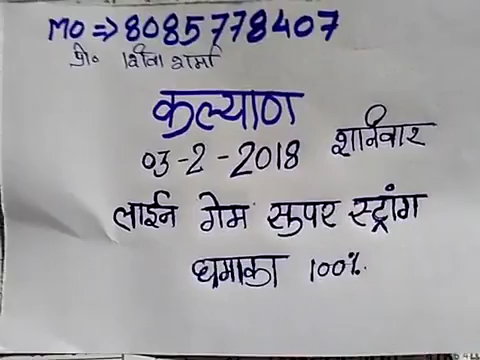 MO⇒8085778407
प्रो० शिवा शर्मा
कल्याण
03-2-2018 शनिवार
लाईन गेम सुपर स्ट्रांग
धमाका 100%.